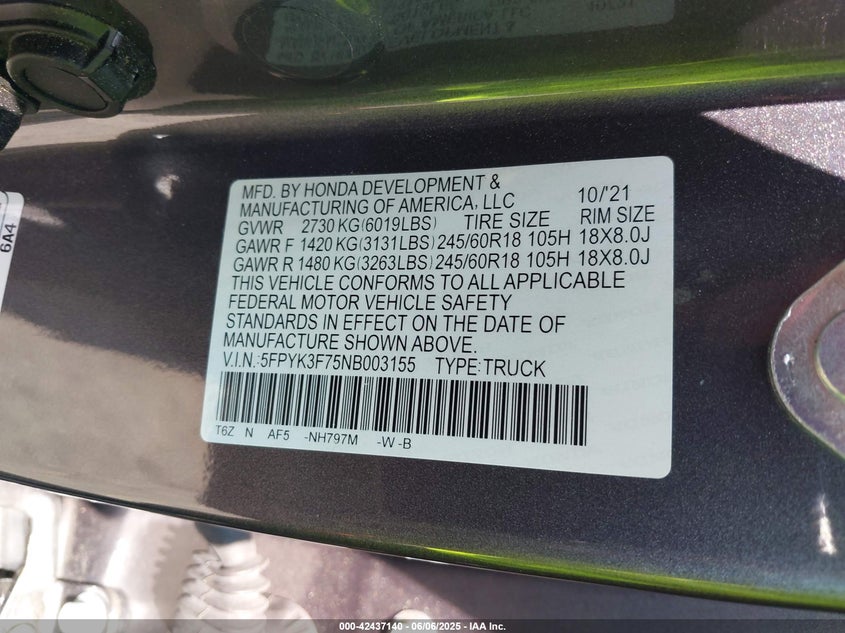 MFD. BY HONDA DEVELOPMENT &
MANUFACTURING OF AMERICA, LLC 10/'21
GVWR 2730 KG(6019LBS) TIRE SIZE RIM SIZE
GAWR F 1420 KG(3131LBS) 245/60R18 105H 18X8.0J
GAWR R 1480 KG(3263LBS) 245/60R18 105H 18X8.0J
THIS VEHICLE CONFORMS TO ALL APPLICABLE
FEDERAL MOTOR VEHICLE SAFETY
STANDARDS IN EFFECT ON THE DATE OF
MANUFACTURE SHOWN ABOVE.
V.I.N.:5FPYK3F75NB003155 TYPE:TRUCK
T6Z N AF5 -NH797M -W -B
6A4
000-42437140 - 06/06/2025 - IAA Inc.